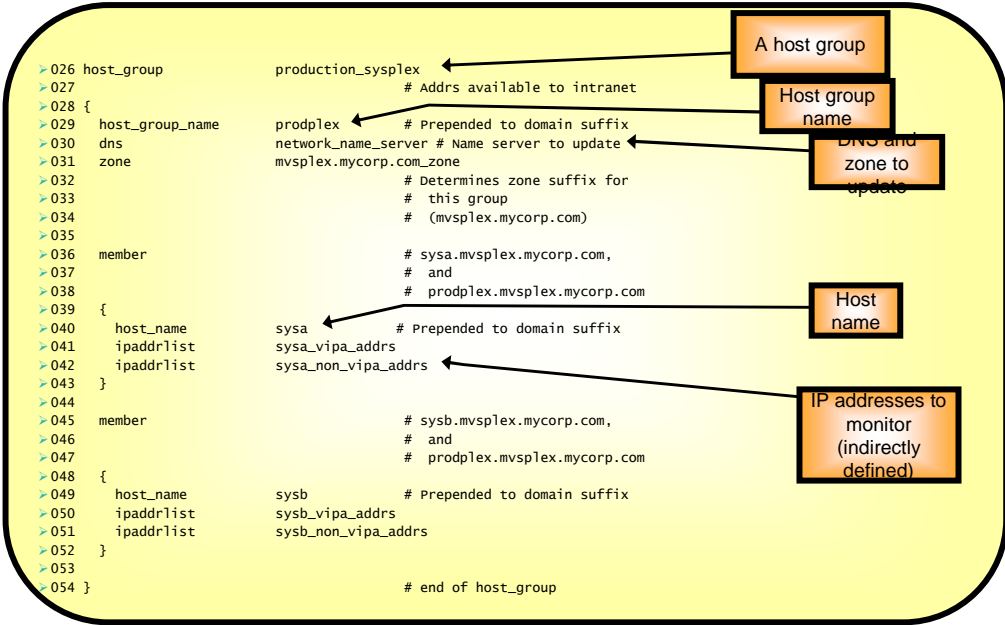 A host group
➢026 host_group production_sysplex
➢027 # Addrs available to intranet
➢028 {
Host group
name
➢029 host_group_name prodplex # Prepended to domain suffix
➢030 dns network_name_server # Name server to update
DNS and
zone to
update
➢031 zone mvsplex.mycorp.com_zone
➢032 # Determines zone suffix for
➢033 # this group
➢034 # (mvsplex.mycorp.com)
➢035
➢036 member # sysa.mvsplex.mycorp.com,
➢037 # and
➢038 # prodplex.mvsplex.mycorp.com
➢039 {
Host
name
➢040 host_name sysa # Prepended to domain suffix
➢041 ipaddrlist sysa_vipa_addrs
➢042 ipaddrlist sysa_non_vipa_addrs
➢043 }
➢044
IP addresses to
monitor
(indirectly
defined)
➢045 member # sysb.mvsplex.mycorp.com,
➢046 # and
➢047 # prodplex.mvsplex.mycorp.com
➢048 {
➢049 host_name sysb # Prepended to domain suffix
➢050 ipaddrlist sysb_vipa_addrs
➢051 ipaddrlist sysb_non_vipa_addrs
➢052 }
➢053
➢054 } # end of host_group